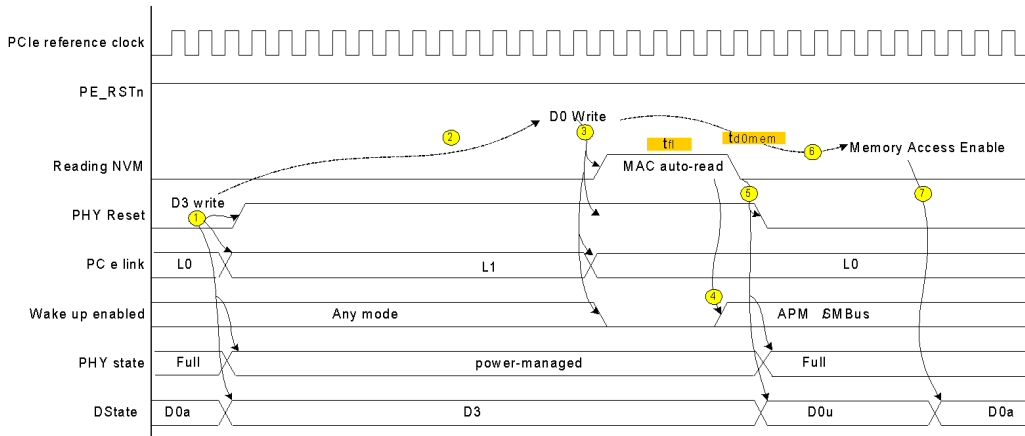 PCIe reference clock
PE_RSTn
D0 Write
2
3
tfl
td0mem
6
Memory Access Enable
Reading NVM
MAC auto-read
D3 write
5
7
PHY Reset
1
PC e link
L0
L1
L0
4
Wake up enabled
Any mode
APM /SMBus
PHY state
Full
power-managed
Full
DState
D0a
D3
D0u
D0a